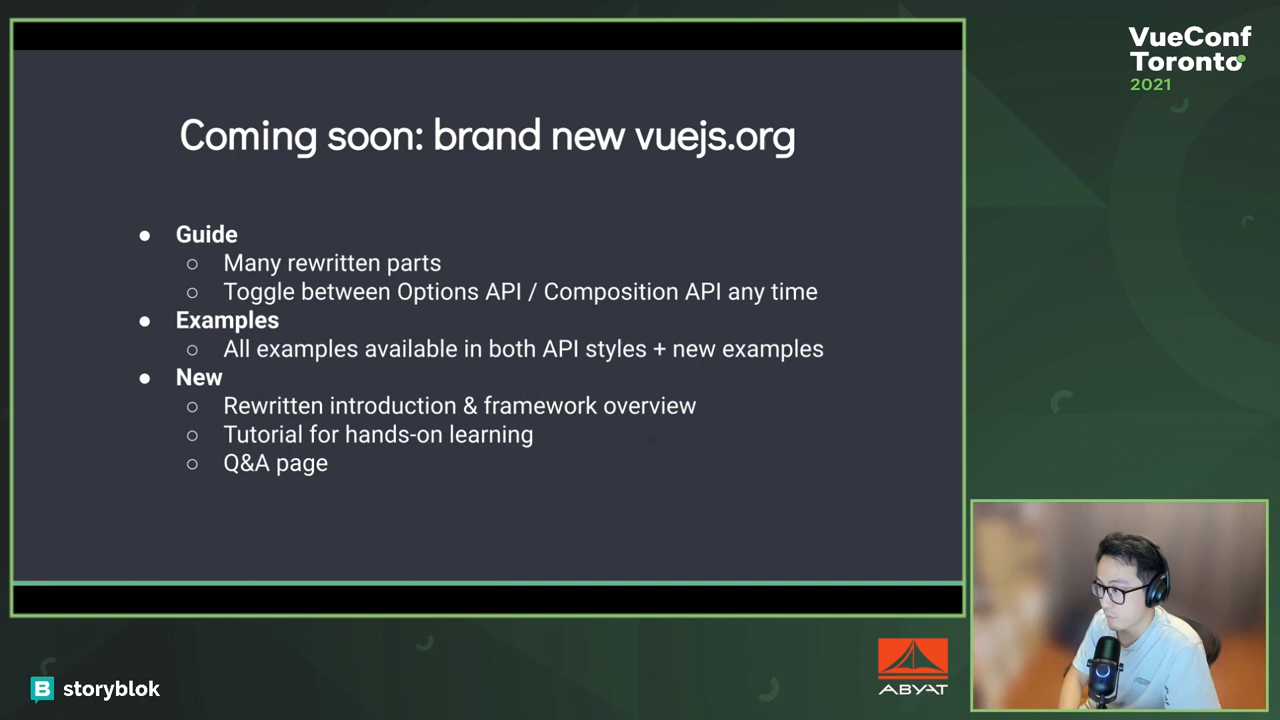 VueConf
Toronto
2021
Coming soon: brand new vuejs.org
● Guide
○ Many rewritten parts
○ Toggle between Options API / Composition API any time
● Examples
○ All examples available in both API styles + new examples
● New
○ Rewritten introduction & framework overview
○ Tutorial for hands-on learning
○ Q&A page
B storyblok
ABYAT